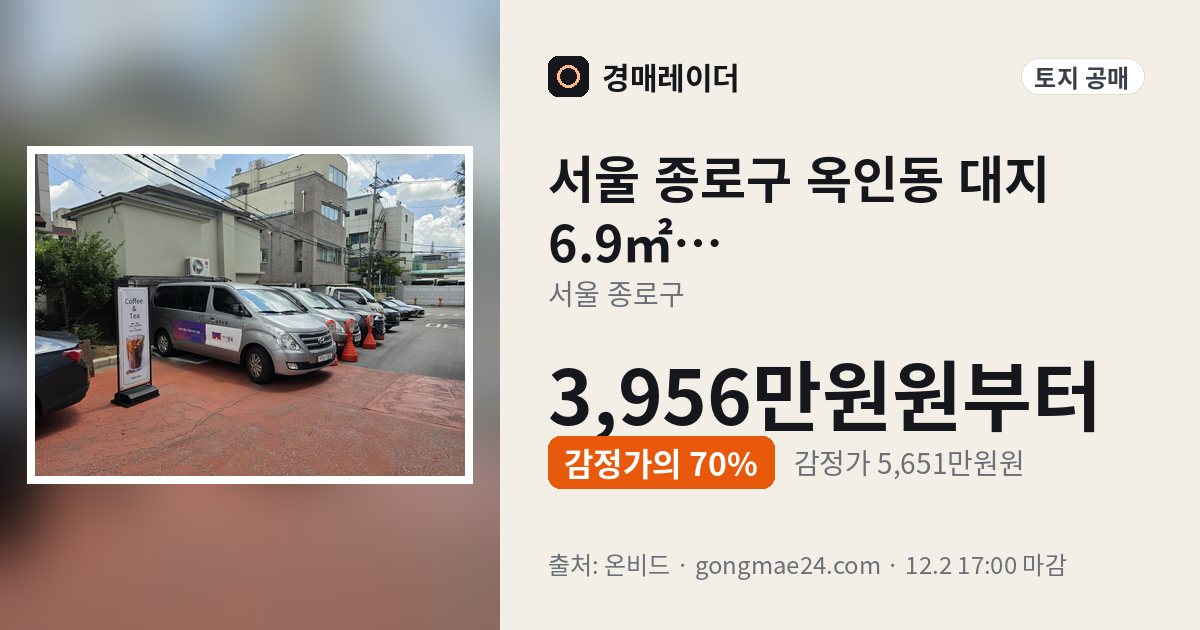 경매레이더
토지 공매
서울 종로구 옥인동 대지
6.9㎡…
서울 종로구
3,956만원원부터
감정가의 70%
감정가 5,651만원원
출처: 온비드 · gongmae24.com · 12.2 17:00 마감
Coffee
&
Tea